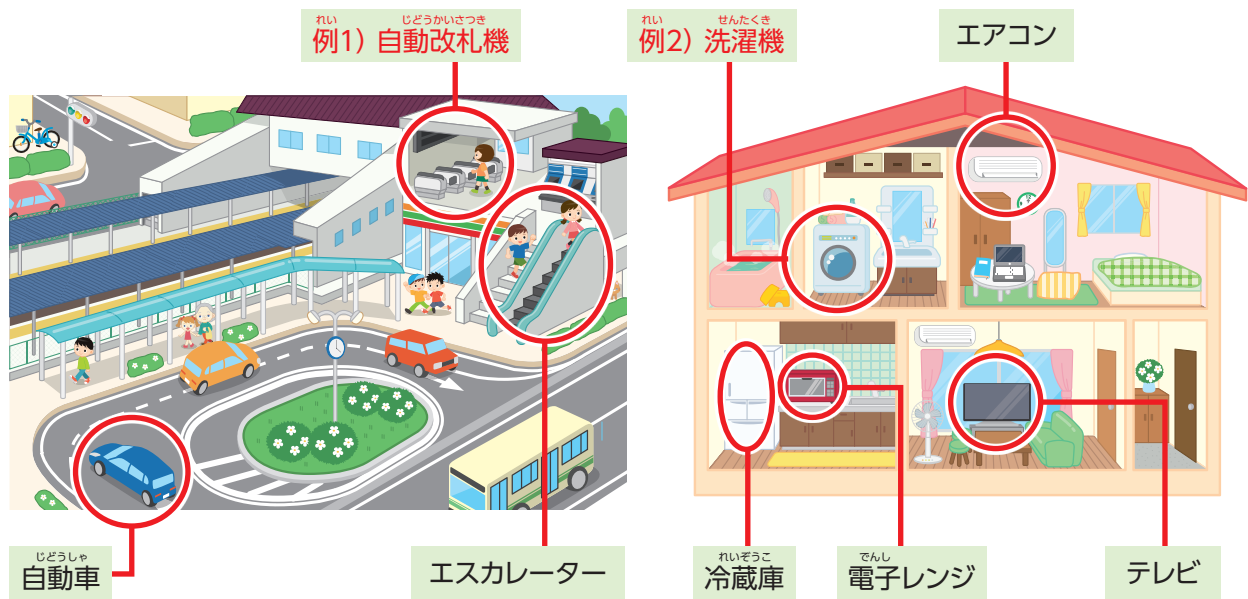 れい じどうかいさつき
例1) 自動改札機
れい せんたくき
例2) 洗濯機
エアコン
じどうしゃ
自動車
エスカレーター
れいぞうこ
冷蔵庫
でんし
電子レンジ
テレビ